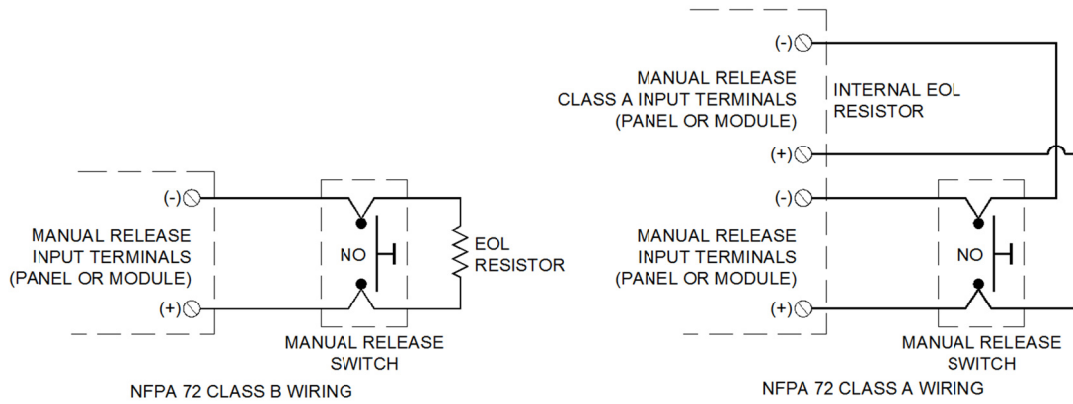 (-)
MANUAL RELEASE
INPUT TERMINALS
(PANEL OR MODULE)
(+)
NO
EOL
RESISTOR
MANUAL RELEASE
SWITCH
NFPA 72 CLASS B WIRING
(-)
MANUAL RELEASE
CLASS A INPUT TERMINALS
(PANEL OR MODULE)
INTERNAL EOL
RESISTOR
(+)
(-)
MANUAL RELEASE
INPUT TERMINALS
(PANEL OR MODULE)
(+)
NO
MANUAL RELEASE
SWITCH
NFPA 72 CLASS A WIRING